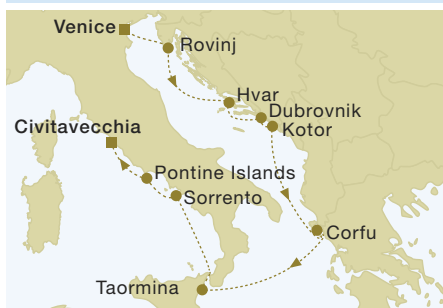 Venice
Rovinj
Hvar
Dubrovnik
Kotor
Civitavecchia
Pontine Islands
Sorrento
Corfu
Taormina